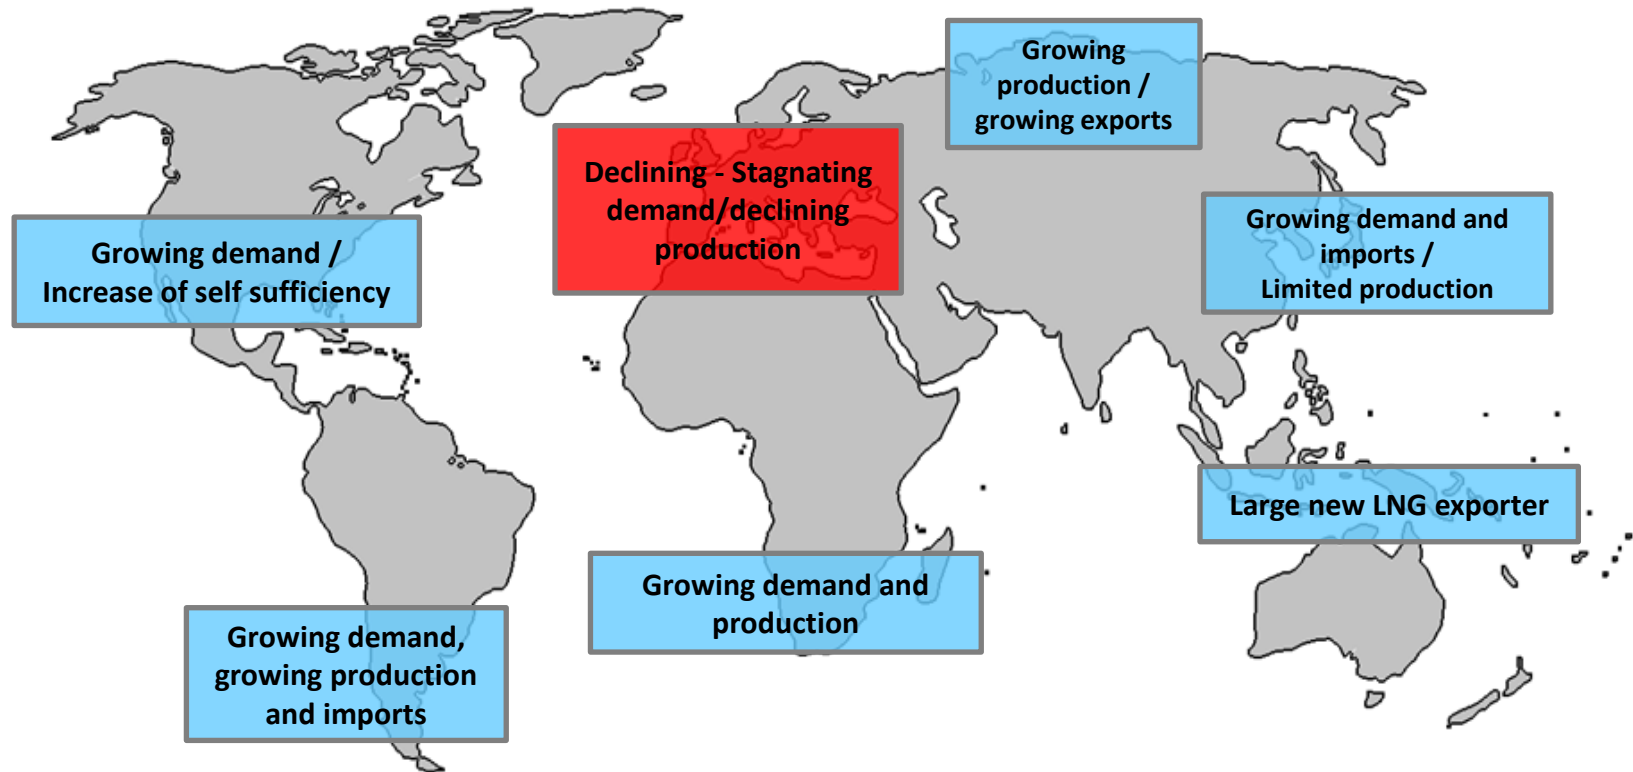 Growing
production /
growing exports
Declining - Stagnating
demand/declining
production
Growing demand and
imports /
Limited production
Growing demand /
Increase of self sufficiency
Large new LNG exporter
Growing demand and
production
Growing demand,
growing production
and imports